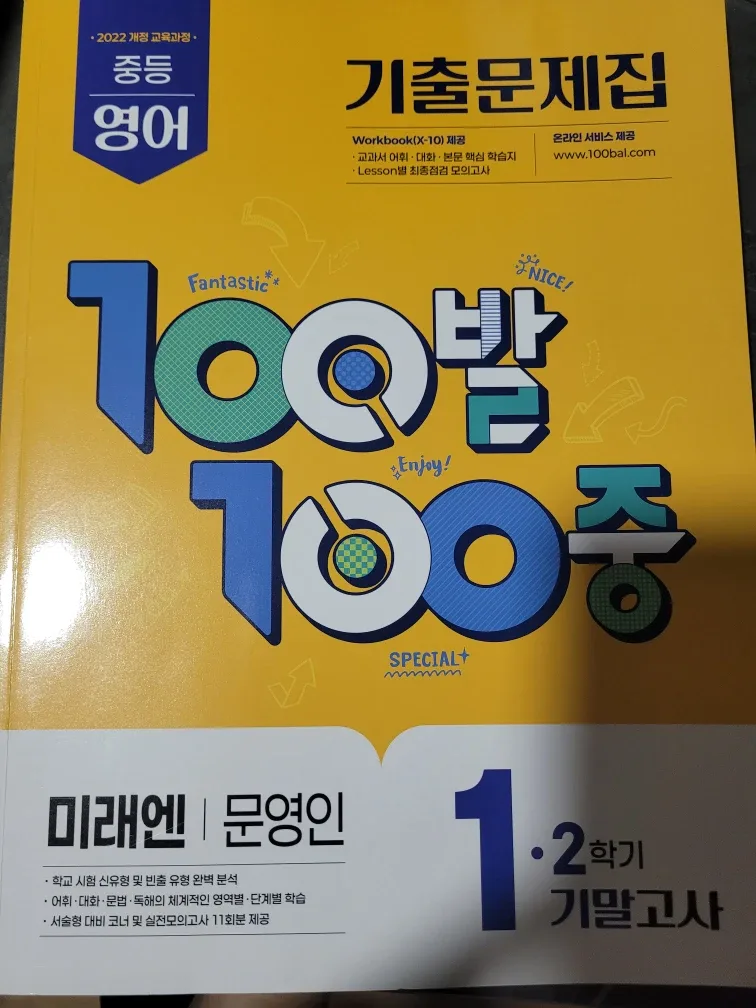 • 2022 개정 교육과정 •
중등
영어
기출문제집
Workbook(X-10) 제공
· 교과서 어휘 · 대화 · 본문 핵심 학습지
· Lesson별 최종점검 모의고사
온라인 서비스 제공
www.100bal.com
Fantastic
NICE!
100발
Enjoy!
100중
SPECIAL
미래엔 | 문영인
· 학교 시험 신유형 및 빈출 유형 완벽 분석
· 어휘 · 대화 · 문법 · 독해의 체계적인 영역별 · 단계별 학습
· 서술형 대비 코너 및 실전모의고사 11회분 제공
1 · 2학기
기말고사